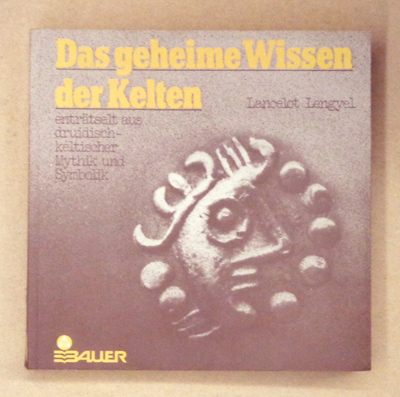 Das geheime Wissen
der Kelten
Lancelot Lengyel
enträtselt aus
druidisch-
keltischer
Mythik und
Symbolik
BAUER